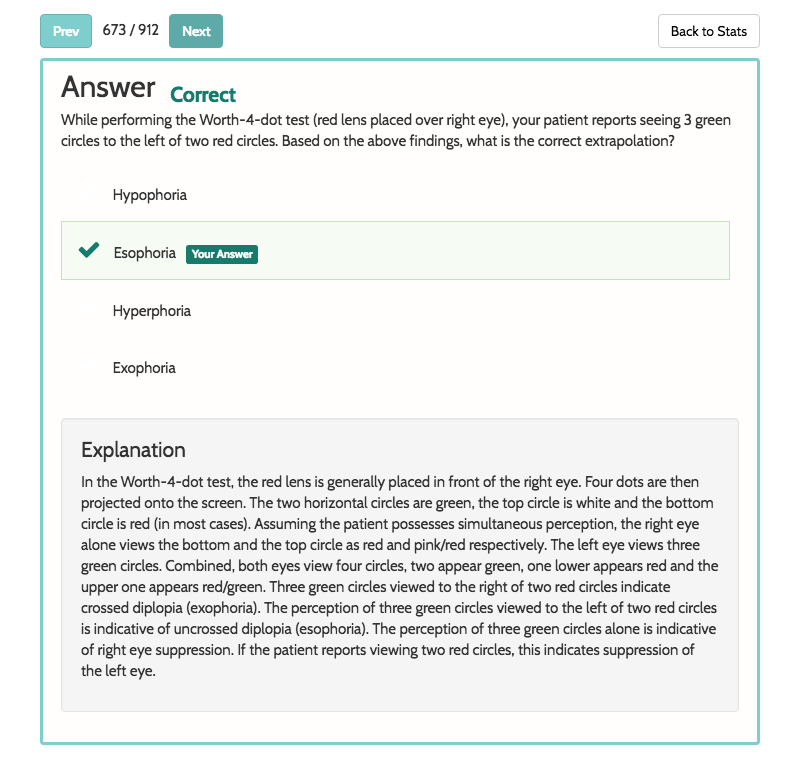 Prev 673 / 912 Next Back to Stats
Answer Correct
While performing the Worth-4-dot test (red lens placed over right eye), your patient reports seeing 3 green
circles to the left of two red circles. Based on the above findings, what is the correct extrapolation?
Hypophoria
Esophoria Your Answer
Hyperphoria
Exophoria
Explanation
In the Worth-4-dot test, the red lens is generally placed in front of the right eye. Four dots are then
projected onto the screen. The two horizontal circles are green, the top circle is white and the bottom
circle is red (in most cases). Assuming the patient possesses simultaneous perception, the right eye
alone views the bottom and the top circle as red and pink/red respectively. The left eye views three
green circles. Combined, both eyes view four circles, two appear green, one lower appears red and the
upper one appears red/green. Three green circles viewed to the right of two red circles indicate
crossed diplopia (exophoria). The perception of three green circles viewed to the left of two red circles
is indicative of uncrossed diplopia (esophoria). The perception of three green circles alone is indicative
of right eye suppression. If the patient reports viewing two red circles, this indicates suppression of
the left eye.